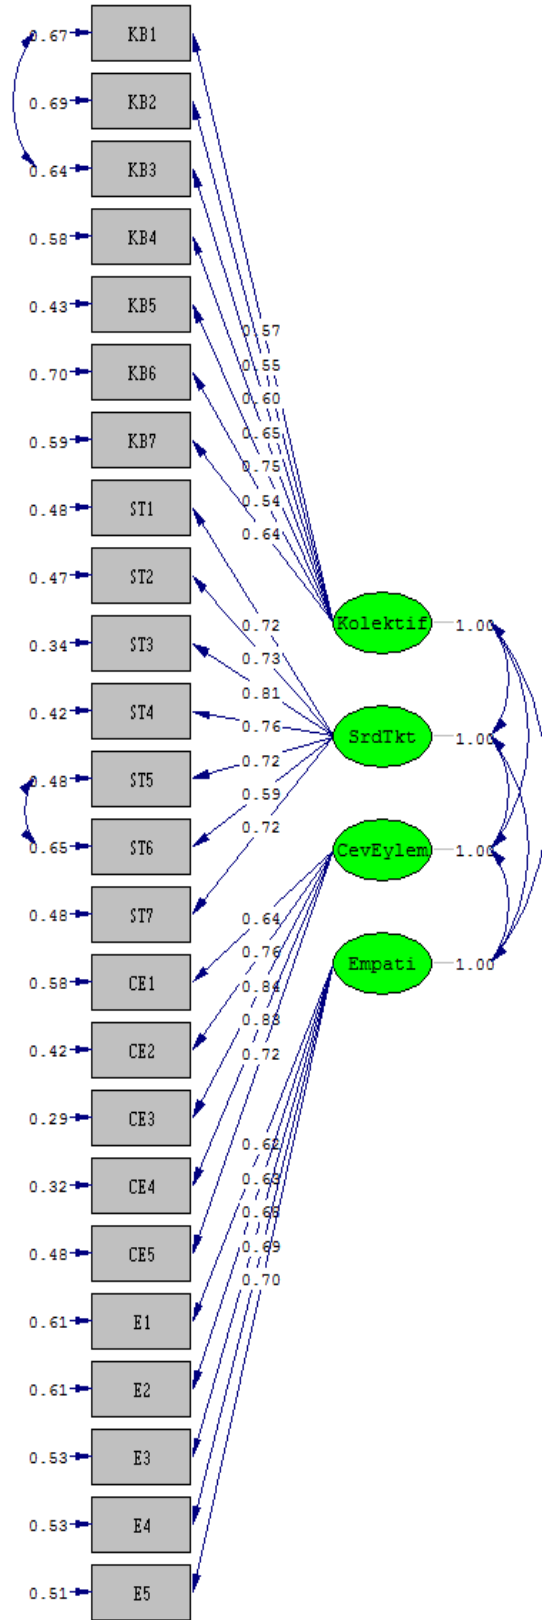 0.67 KB1
0.69 KB2
0.64 KB3
0.58 KB4
0.43 KB5
0.70 KB6
0.59 KB7
0.48 ST1
0.47 ST2
0.34 ST3
0.42 ST4
0.48 ST5
0.65 ST6
0.48 ST7
0.58 CE1
0.42 CE2
0.29 CE3
0.32 CE4
0.48 CE5
0.61 E1
0.61 E2
0.53 E3
0.53 E4
0.51 E5
0.57
0.55
0.60
0.65
0.75
0.54
0.64
0.72
0.73
0.81
0.76
0.72
0.59
0.72
0.64
0.76
0.84
0.83
0.72
0.62
0.63
0.68
0.69
0.70
Kolektif 1.00
SrdTkt 1.00
CevEylem 1.00
Empati 1.00